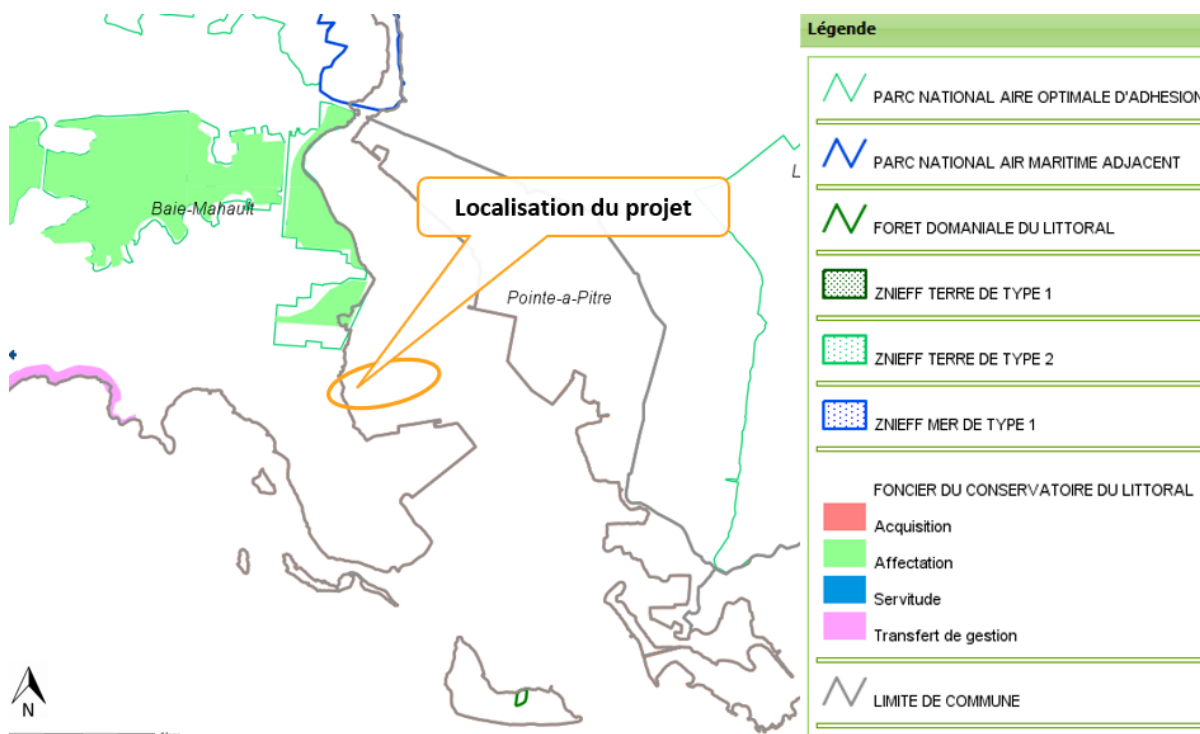 Légende
PARC NATIONAL AIRE OPTIMALE D'ADHESION
PARC NATIONAL AIR MARITIME ADJACENT
Baie-Mahault
Localisation du projet
L
FORET DOMANIALE DU LITTORAL
ZNIEFF TERRE DE TYPE 1
Pointe-a-Pitre
ZNIEFF TERRE DE TYPE 2
ZNIEFF MER DE TYPE 1
FONCIER DU CONSERVATOIRE DU LITTORAL
Acquisition
Affectation
Servitude
Transfert de gestion
LIMITE DE COMMUNE
N